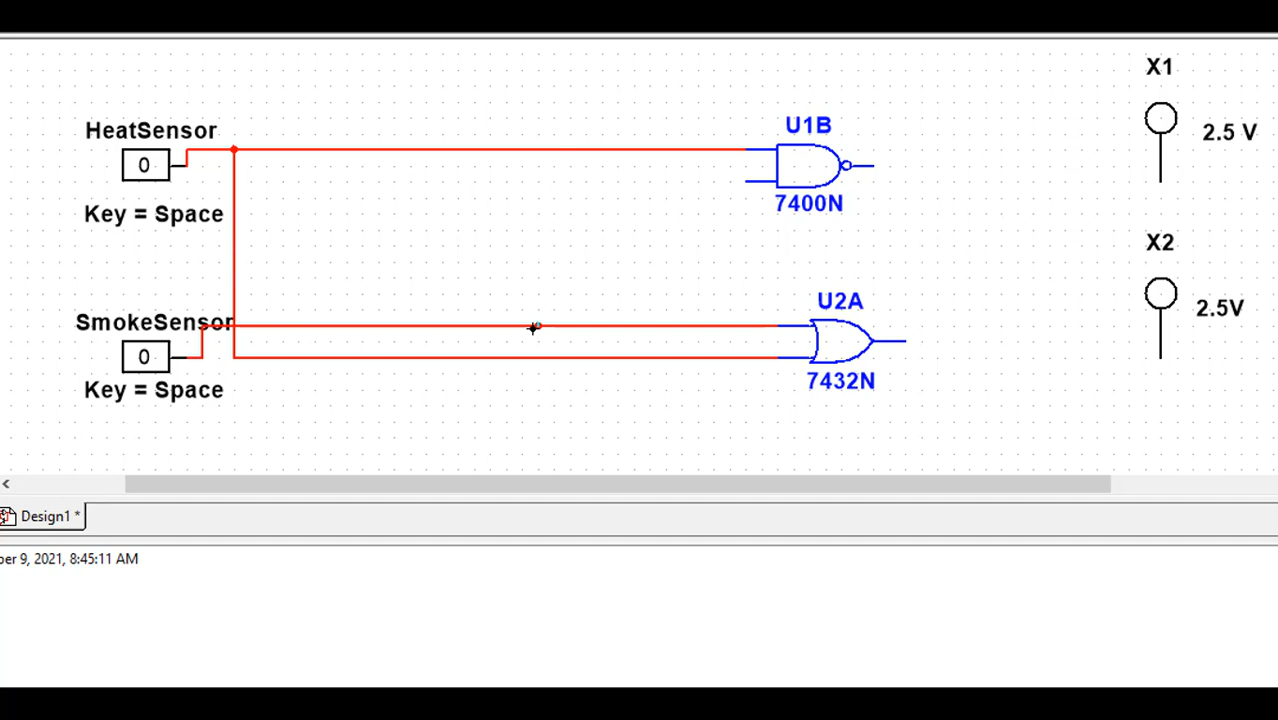 X1
2.5 V
HeatSensor
0
Key = Space
U1B
7400N
X2
2.5V
SmokeSensor
0
Key = Space
U2A
7432N
<
Design1 *
ber 9, 2021, 8:45:11 AM